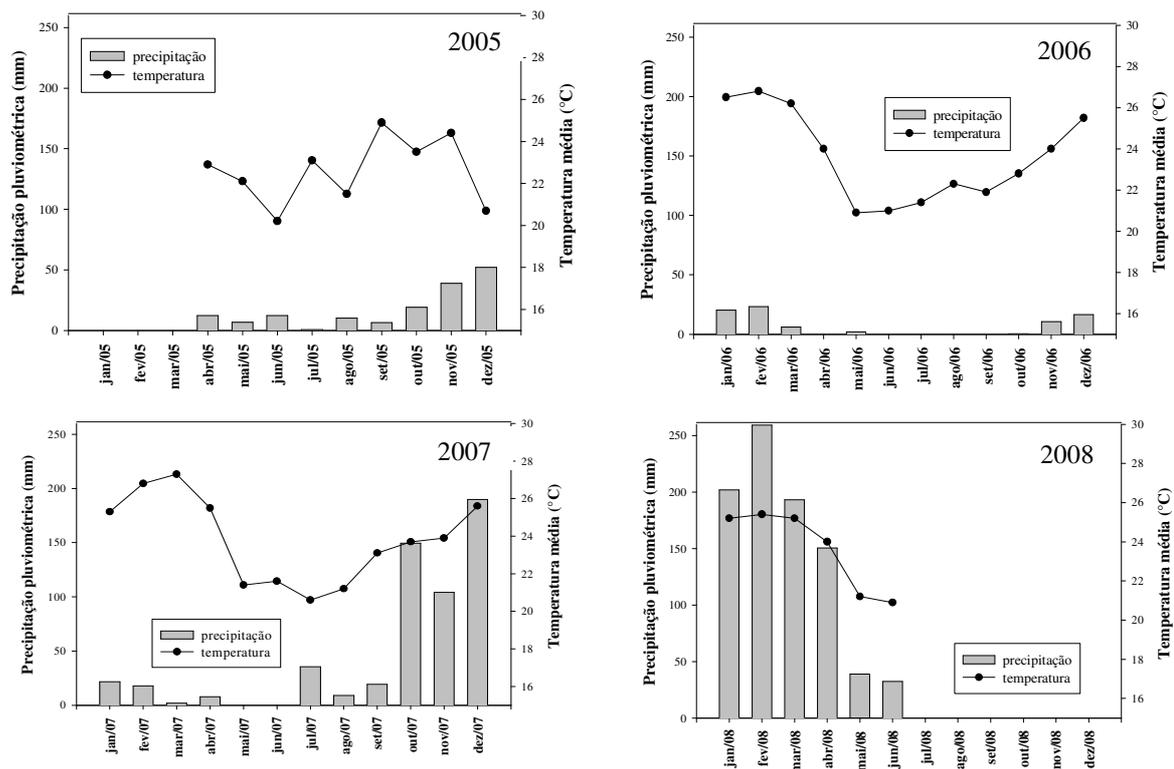 2005
precipitação
temperatura
Precipitação pluviométrica (mm)
250
200
150
100
50
0
Temperatura média (°C)
30
28
26
24
22
20
18
16
jan/05
fev/05
mar/05
abr/05
mai/05
jun/05
jul/05
ago/05
set/05
out/05
nov/05
dez/05
2006
precipitação
temperatura
Precipitação pluviométrica (mm)
250
200
150
100
50
0
Temperatura média (°C)
30
28
26
24
22
20
18
16
jan/06
fev/06
mar/06
abr/06
mai/06
jun/06
jul/06
ago/06
set/06
out/06
nov/06
dez/06
2007
precipitação
temperatura
Precipitação pluviométrica (mm)
250
200
150
100
50
0
Temperatura média (°C)
30
28
26
24
22
20
18
16
jan/07
fev/07
mar/07
abr/07
mai/07
jun/07
jul/07
ago/07
set/07
out/07
nov/07
dez/07
2008
precipitação
temperatura
Precipitação pluviométrica (mm)
250
200
150
100
50
0
Temperatura média (°C)
30
28
26
24
22
20
18
16
jan/08
fev/08
mar/08
abr/08
mai/08
jun/08
jul/08
ago/08
set/08
out/08
nov/08
dez/08